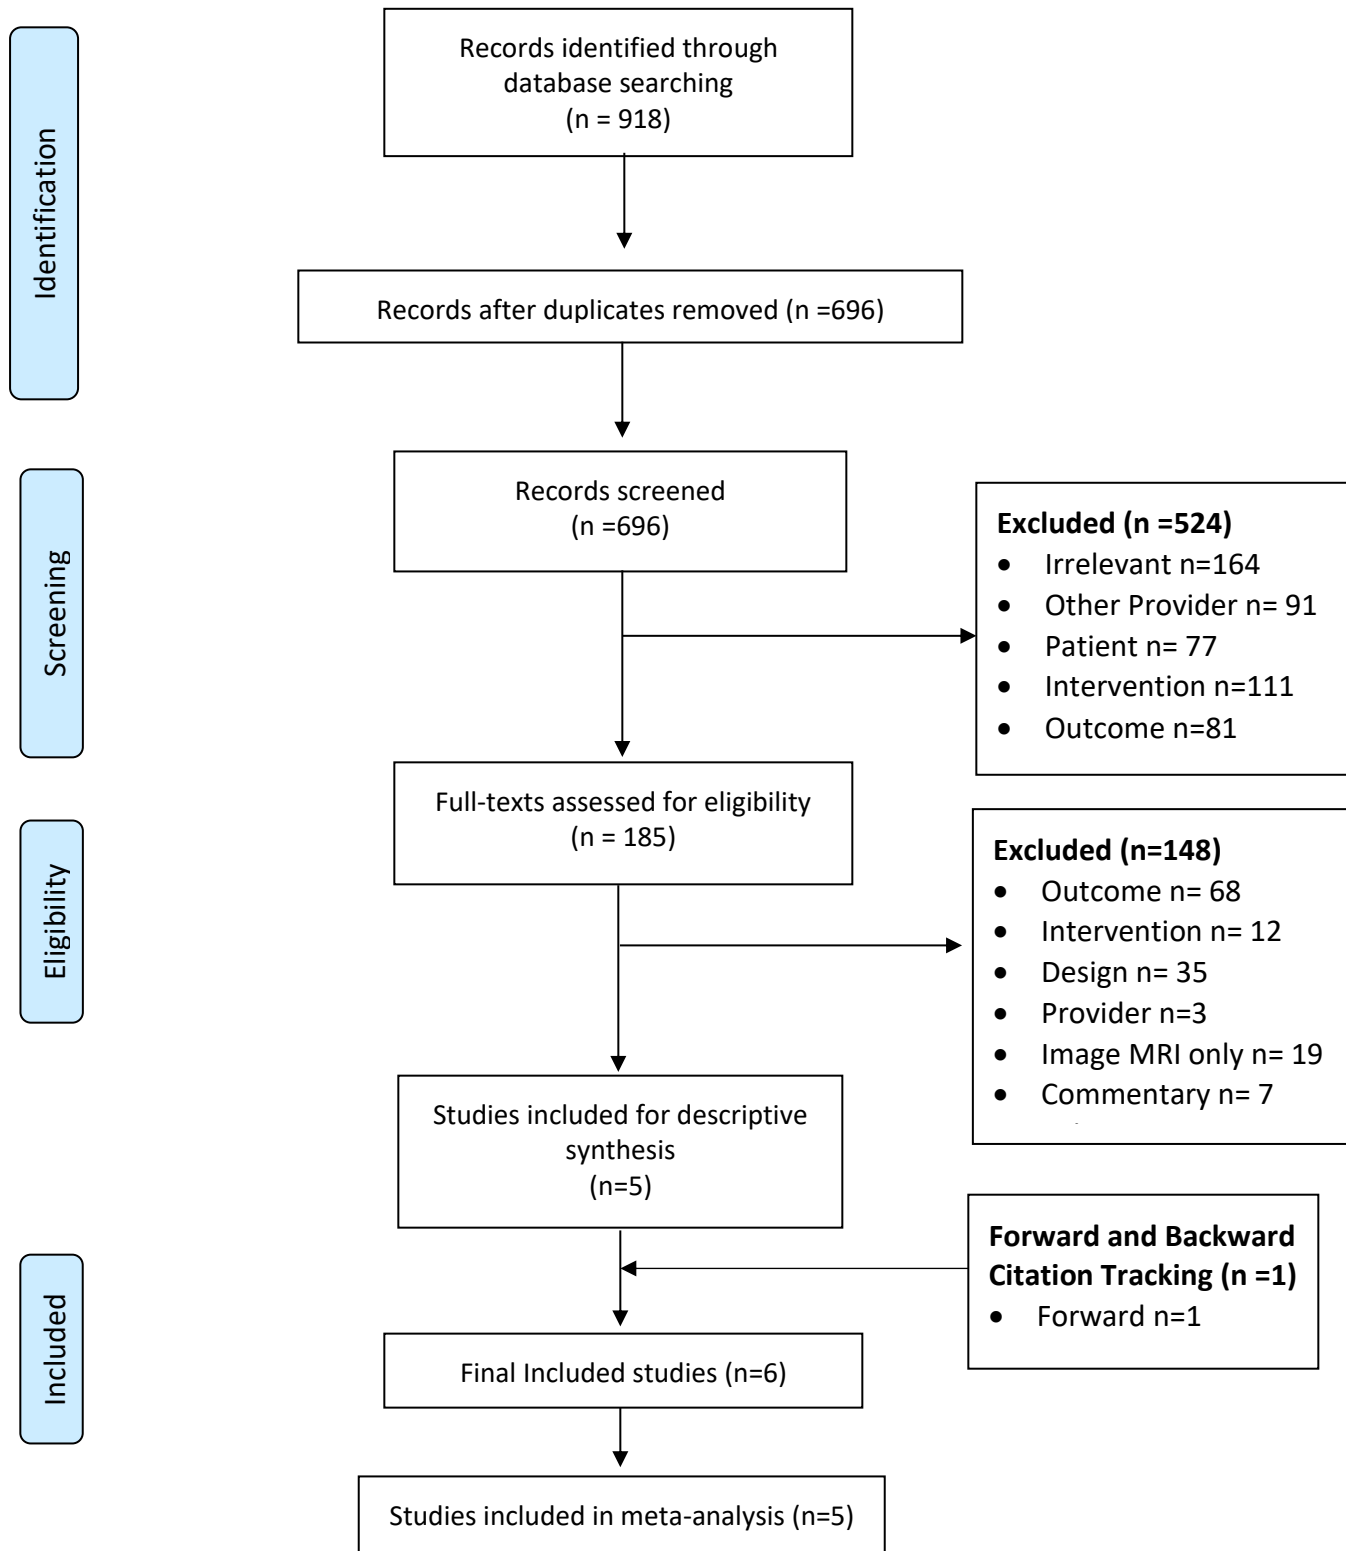 Identification
Records identified through
database searching
(n = 918)
Records after duplicates removed (n =696)
Screening
Records screened
(n =696)
Excluded (n =524)
• Irrelevant n=164
• Other Provider n= 91
• Patient n= 77
• Intervention n=111
• Outcome n=81
Eligibility
Full-texts assessed for eligibility
(n = 185)
Excluded (n=148)
• Outcome n= 68
• Intervention n= 12
• Design n= 35
• Provider n=3
• Image MRI only n= 19
• Commentary n= 7
Studies included for descriptive
synthesis
(n=5)
Included
Forward and Backward
Citation Tracking (n =1)
• Forward n=1
Final Included studies (n=6)
Studies included in meta-analysis (n=5)